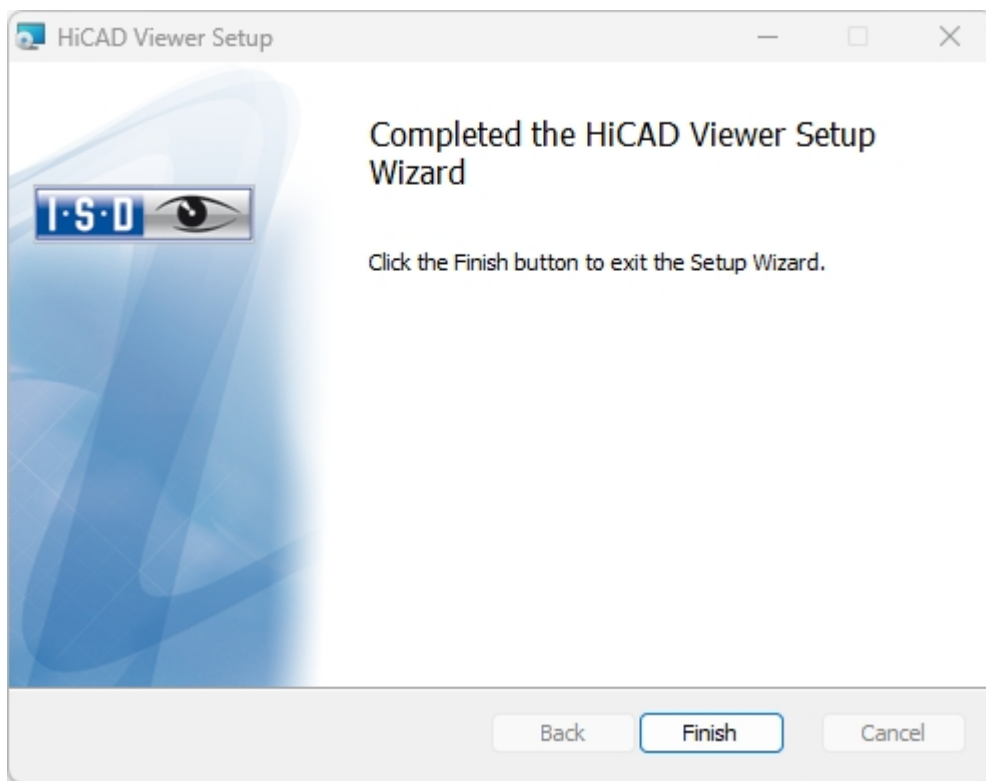 HiCAD Viewer Setup
Completed the HiCAD Viewer Setup
Wizard
I·S·D
Click the Finish button to exit the Setup Wizard.
Back
Finish
Cancel